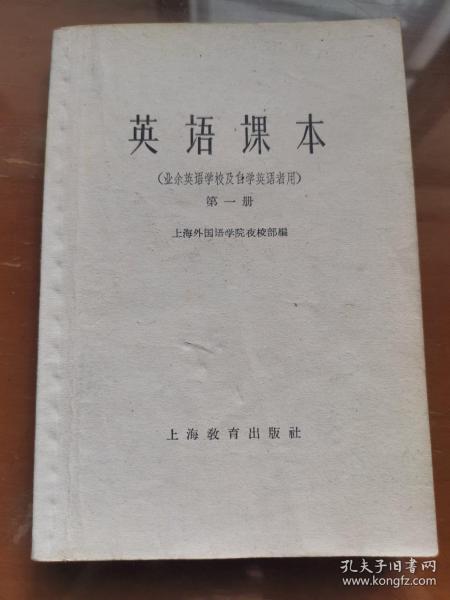 英语课本
(业余英语学校及自学英语者用)
第一册
上海外国语学院夜校部編
上海敎育出版社
孔夫子旧书网
www.kongfz.com